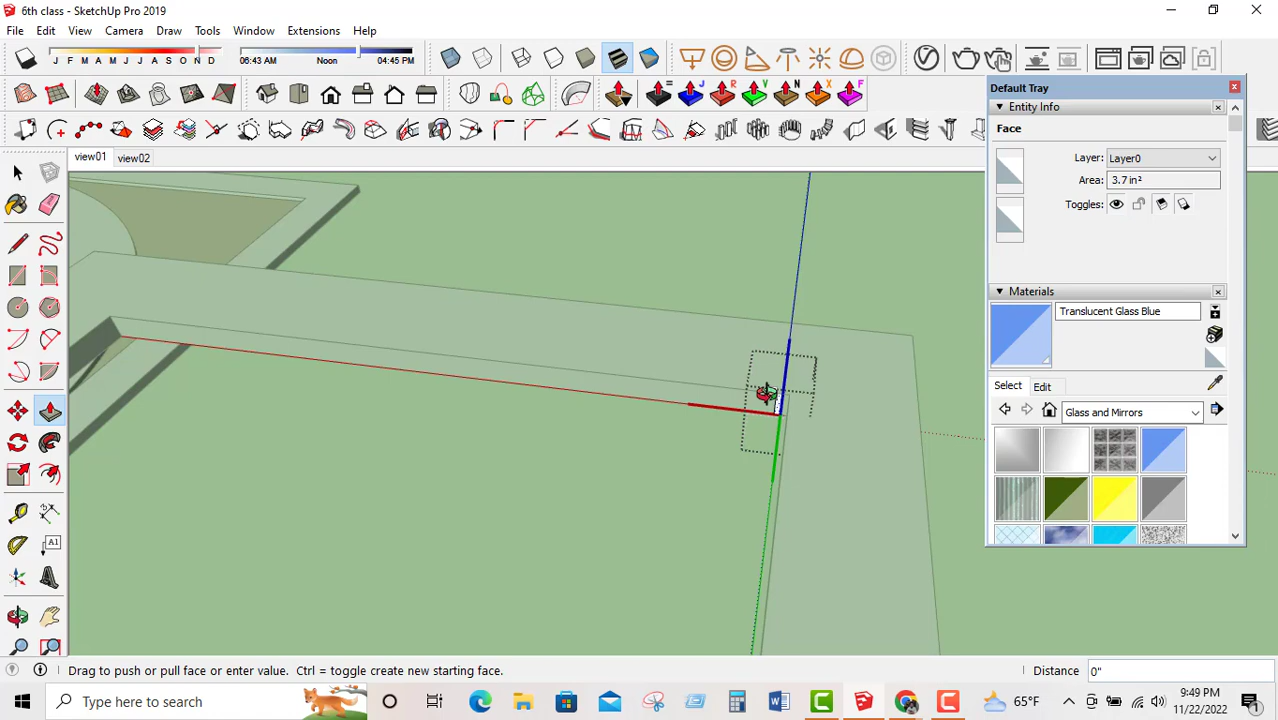 6th class - SketchUp Pro 2019
File Edit View Camera Draw Tools Window Extensions Help
J F M A M J J A S O N D 06:43 AM Noon 04:45 PM
= J R V N X F
view01 view02
Default Tray
Entity Info
Face
Layer: Layer0
Area: 3.7 in²
Toggles:
Materials
Translucent Glass Blue
Select Edit
Glass and Mirrors
A1
Drag to push or pull face or enter value. Ctrl = toggle create new starting face. Distance 0"
Type here to search
65°F
9:49 PM
11/22/2022
1